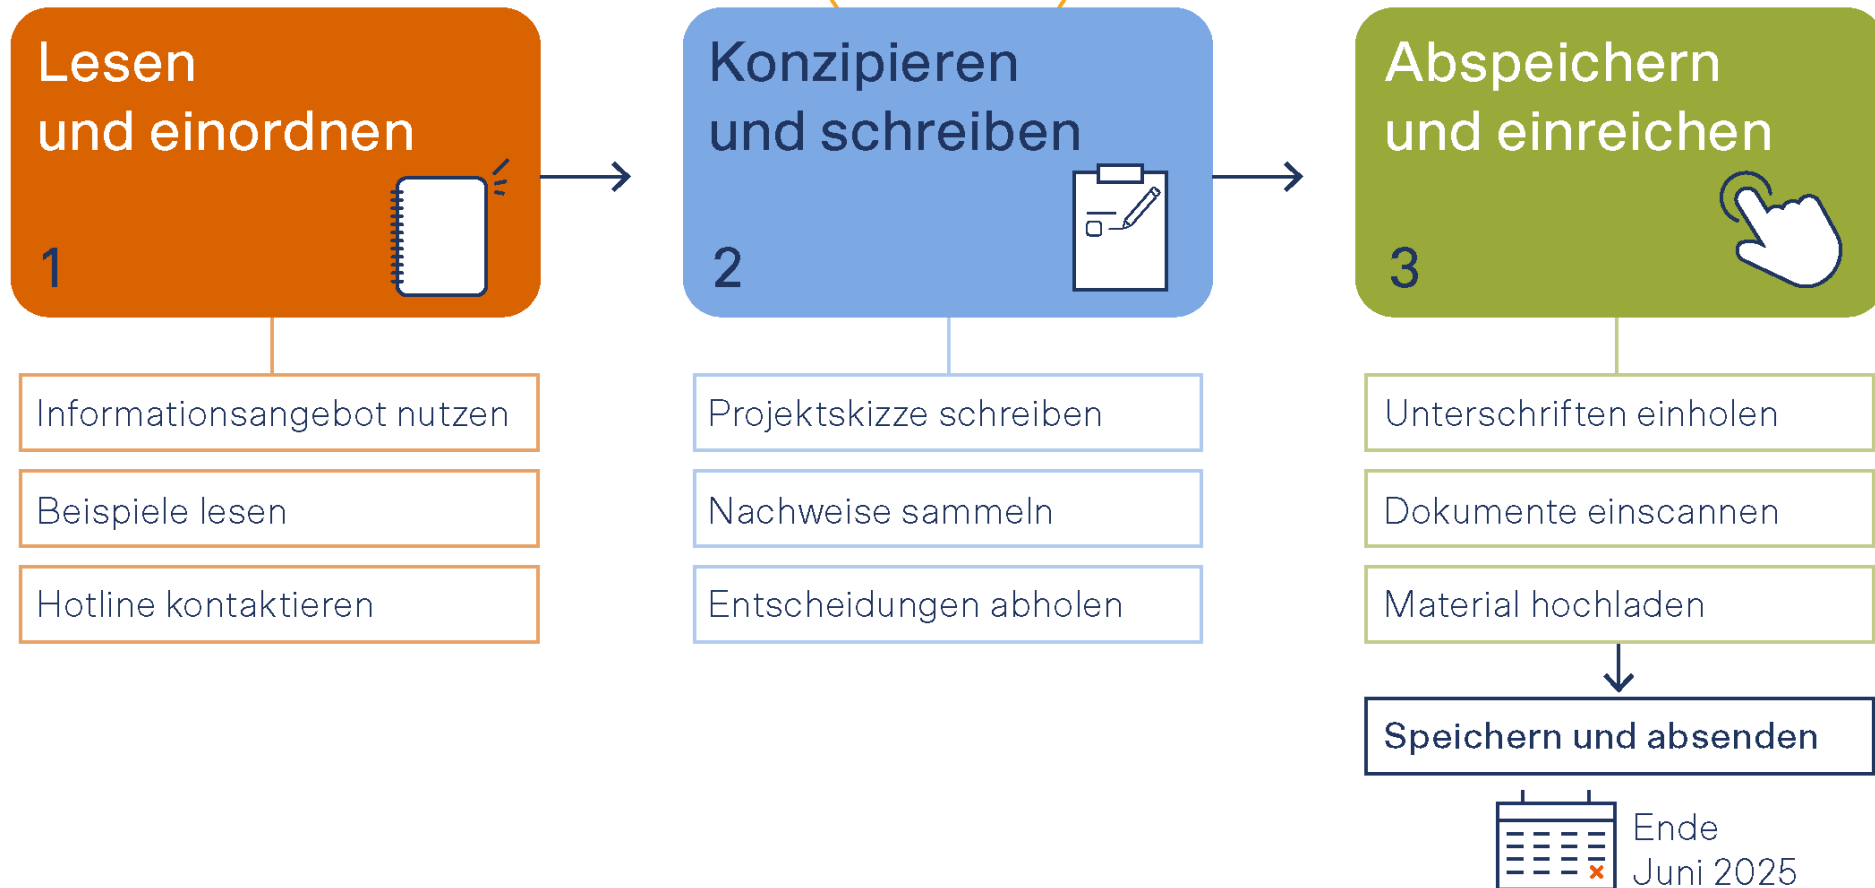 Lesen
und einordnen
1
Informationsangebot nutzen
Beispiele lesen
Hotline kontaktieren
Konzipieren
und schreiben
2
Projektskizze schreiben
Nachweise sammeln
Entscheidungen abholen
Abspeichern
und einreichen
3
Unterschriften einholen
Dokumente einscannen
Material hochladen
Speichern und absenden
Ende
Juni 2025